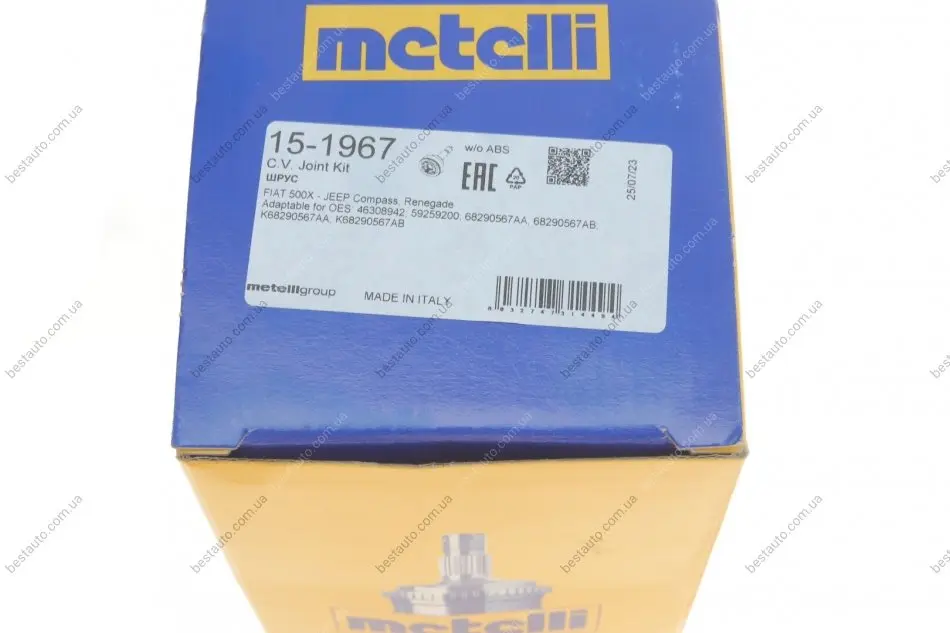 metelli
15-1967
w/o ABS
C.V. Joint Kit
ШРУС
EAC
PAP
25/07/23
FIAT 500X - JEEP Compass, Renegade
Adaptable for OES: 46308942, 59259200, 68290567AA, 68290567AB,
K68290567AA, K68290567AB
metelligroup
MADE IN ITALY
metelli
bestauto.com.ua